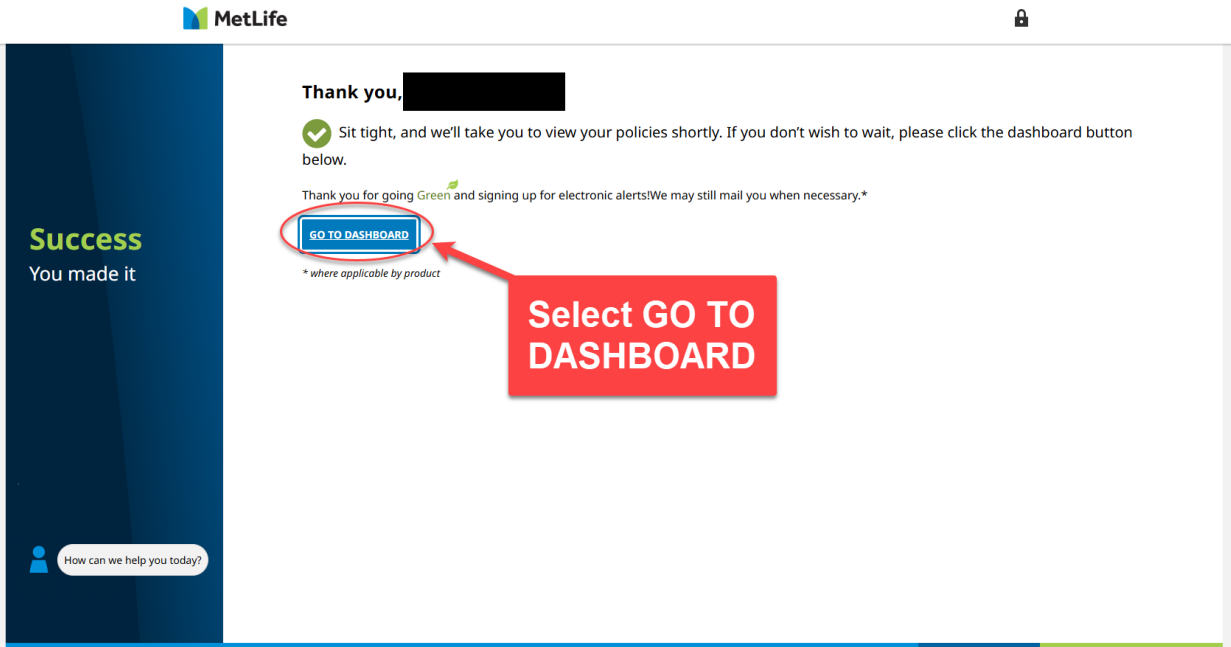 MetLife
Thank you,
Sit tight, and we'll take you to view your policies shortly. If you don't wish to wait, please click the dashboard button
below.
Thank you for going Green and signing up for electronic alerts!We may still mail you when necessary.*
GO TO DASHBOARD
* where applicable by product
Select GO TO
DASHBOARD
Success
You made it
How can we help you today?